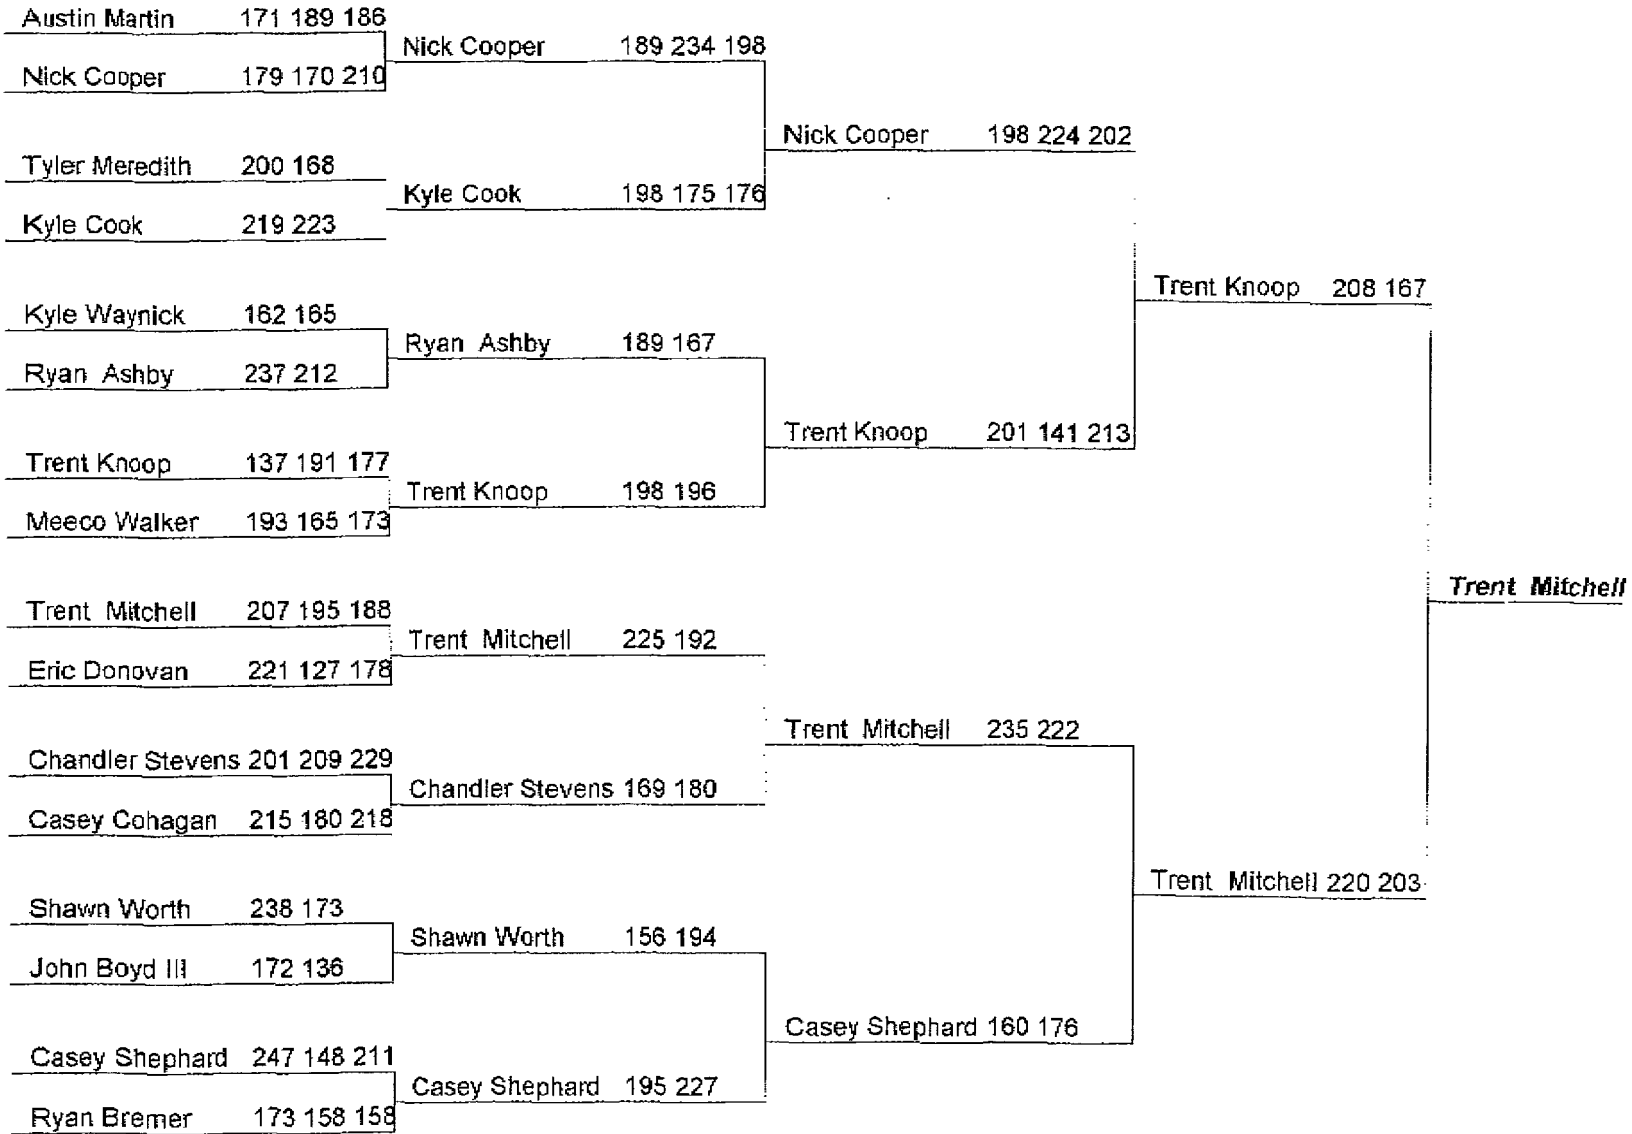 Austin Martin 171 189 186
Nick Cooper 179 170 210
Tyler Meredith 200 168
Kyle Cook 219 223
Kyle Waynick 162 165
Ryan Ashby 237 212
Trent Knoop 137 191 177
Meeco Walker 193 165 173
Trent Mitchell 207 195 188
Eric Donovan 221 127 178
Chandler Stevens 201 209 229
Casey Cohagan 215 180 218
Shawn Worth 238 173
John Boyd III 172 136
Casey Shephard 247 148 211
Ryan Bremer 173 158 158
Nick Cooper 189 234 198
Kyle Cook 198 175 176
Ryan Ashby 189 167
Trent Knoop 198 196
Trent Mitchell 225 192
Chandler Stevens 169 180
Shawn Worth 156 194
Casey Shephard 195 227
Nick Cooper 198 224 202
Trent Knoop 201 141 213
Trent Mitchell 235 222
Casey Shephard 160 176
Trent Knoop 208 167
Trent Mitchell 220 203
Trent Mitchell